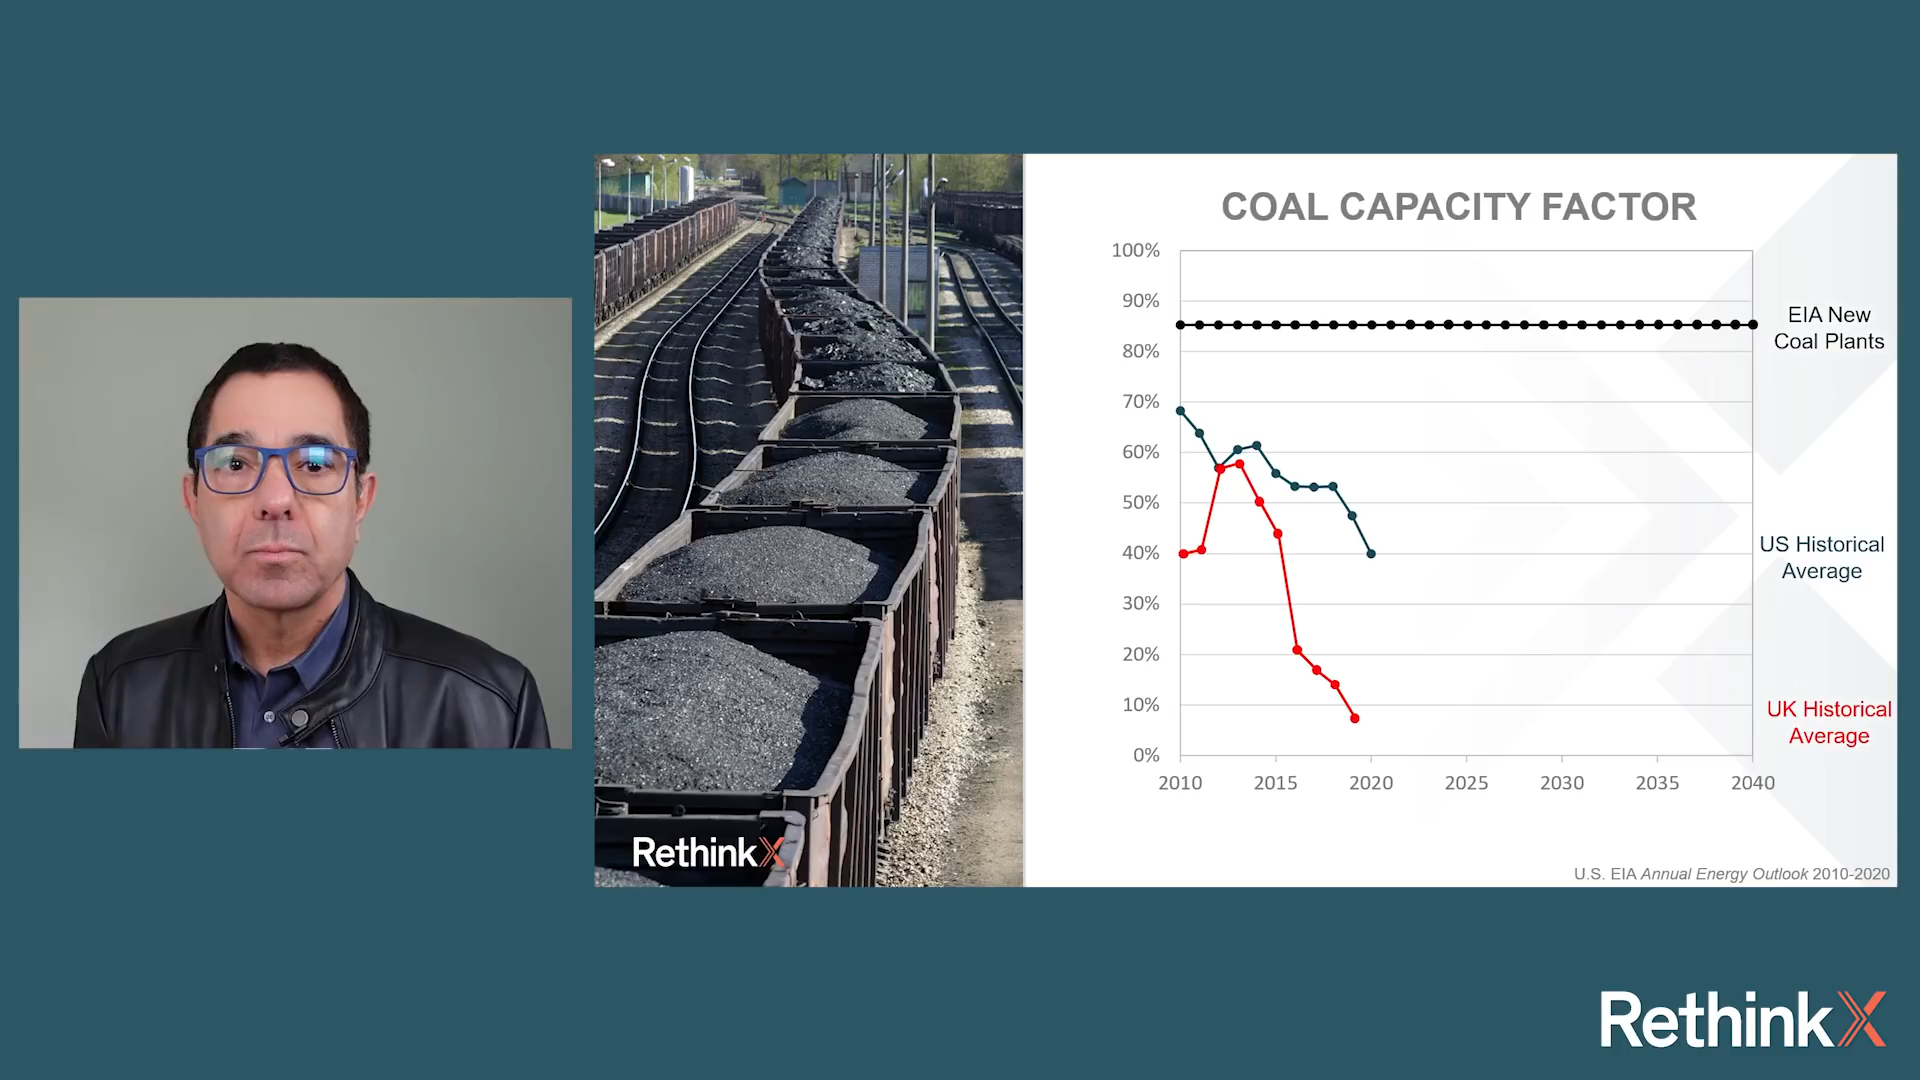 COAL CAPACITY FACTOR
100%
90%
80%
70%
60%
50%
40%
30%
20%
10%
0%
2010 2015 2020 2025 2030 2035 2040
EIA New
Coal Plants
US Historical
Average
UK Historical
Average
U.S. EIA Annual Energy Outlook 2010-2020
RethinkX
RethinkX